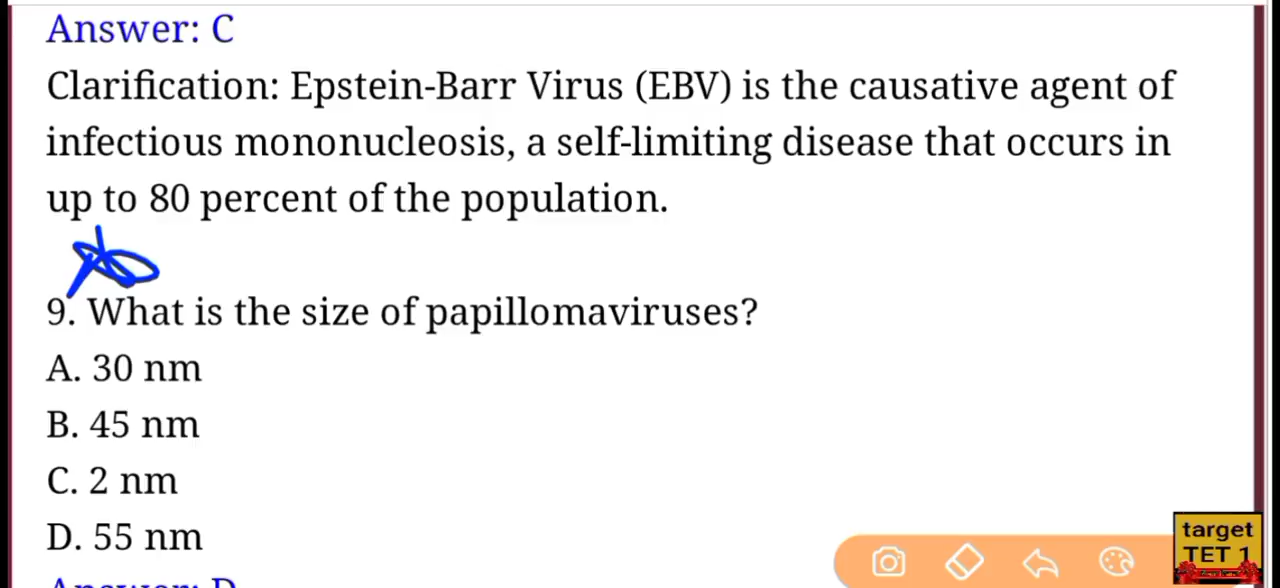 Answer: C
Clarification: Epstein-Barr Virus (EBV) is the causative agent of
infectious mononucleosis, a self-limiting disease that occurs in
up to 80 percent of the population.
9. What is the size of papillomaviruses?
A. 30 nm
B. 45 nm
C. 2 nm
D. 55 nm
Answer: D
target
TET 1